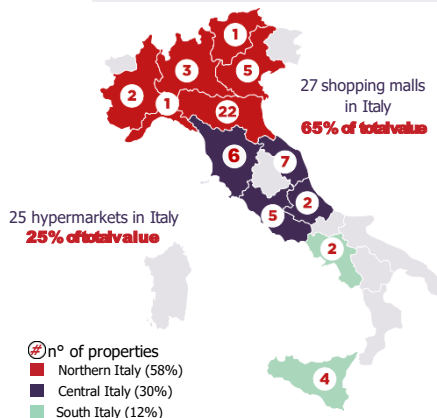 1
3
5
2
1
22
27 shopping malls
in Italy
65% of totalvalue
6
7
2
5
25 hypermarkets in Italy
25% oftotalvalue
2
4
# n° of properties
Northern Italy (58%)
Central Italy (30%)
South Italy (12%)